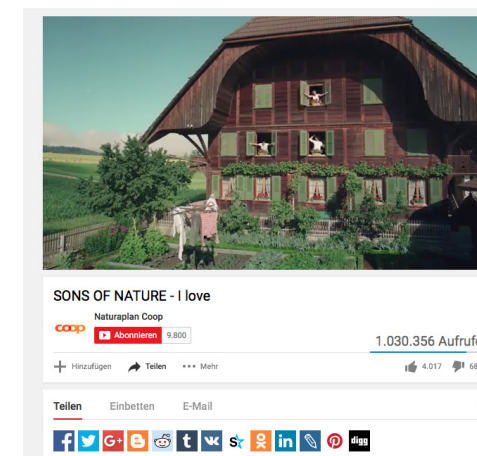 SONS OF NATURE - I love
Naturaplan Coop
coop
Abonnieren 9.800
1.030.356 Aufrufe
Hinzufügen Teilen Mehr
4.017 68
Teilen Einbetten E-Mail
G+ t digg